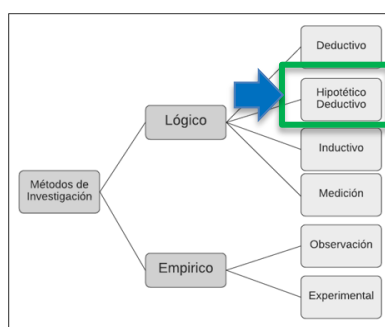 Métodos de
Investigación
Lógico
Empirico
Deductivo
Hipotético
Deductivo
Inductivo
Medición
Observación
Experimental